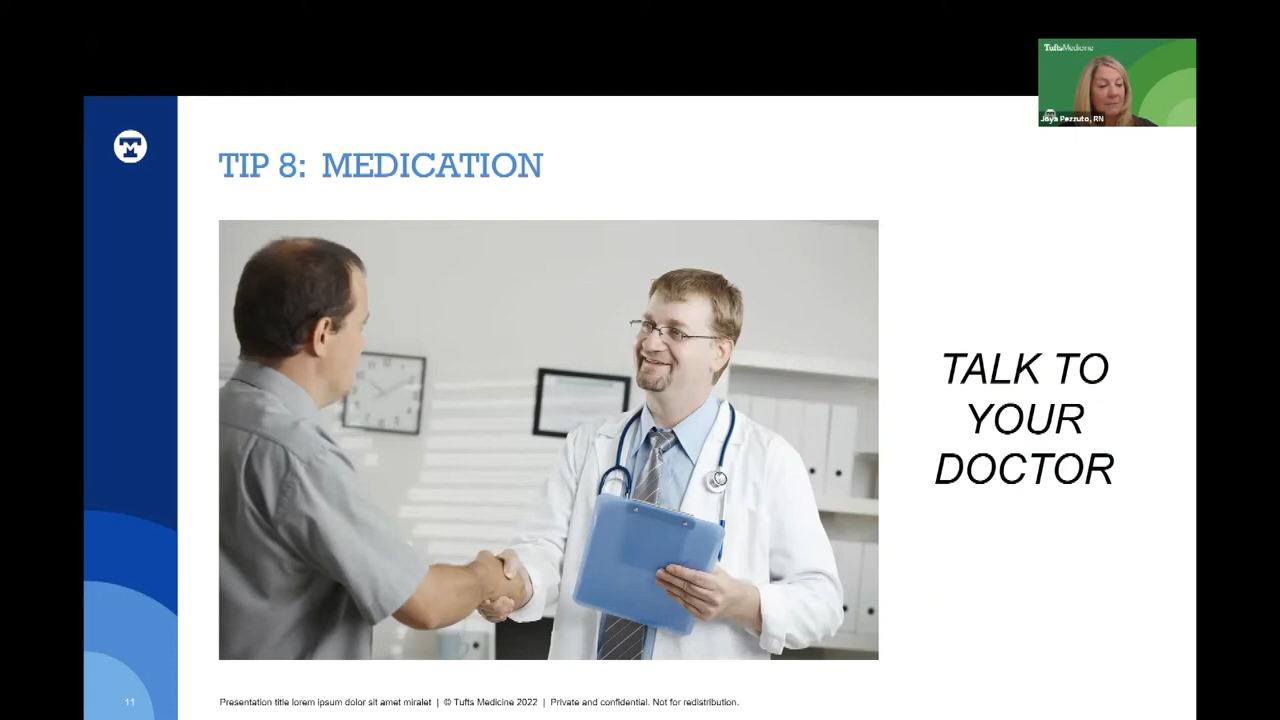 TuftsMedicine
Joya Pezzuto, RN
TIP 8: MEDICATION
TALK TO
YOUR
DOCTOR
11
Presentation title lorem ipsum dolor sit amet miralet | © Tufts Medicine 2022 | Private and confidential. Not for redistribution.